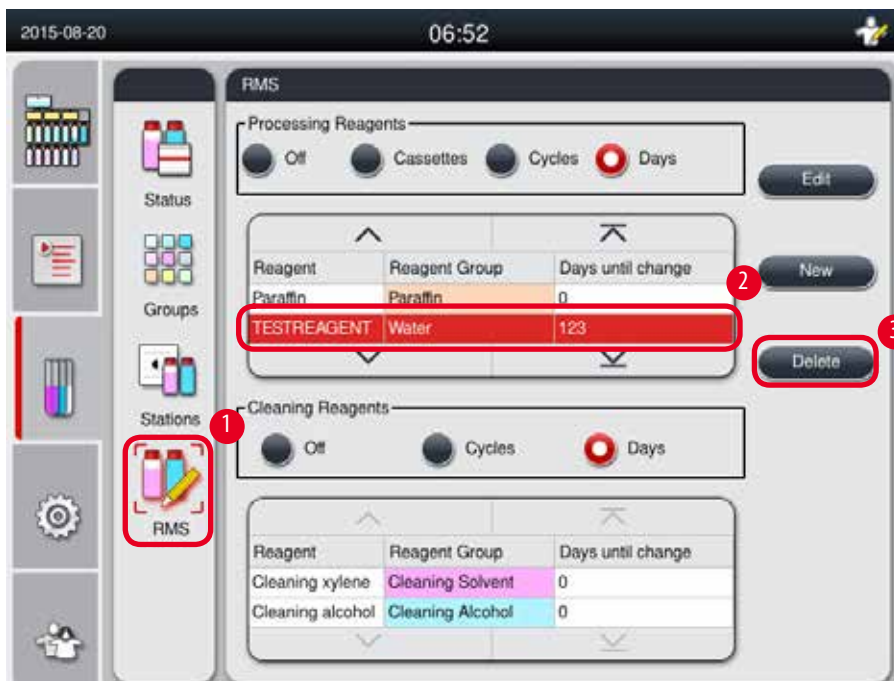 2015-08-20 06:52
RMS
Processing Reagents
Off Cassettes Cycles Days
Edit
Status
Reagent Reagent Group Days until change
2 New
Paraffin Paraffin 0
Groups
TESTREAGENT Water 123
3
Delete
Cleaning Reagents
Stations
1
Off Cycles Days
RMS
Reagent Reagent Group Days until change
Cleaning xylene Cleaning Solvent 0
Cleaning alcohol Cleaning Alcohol 0